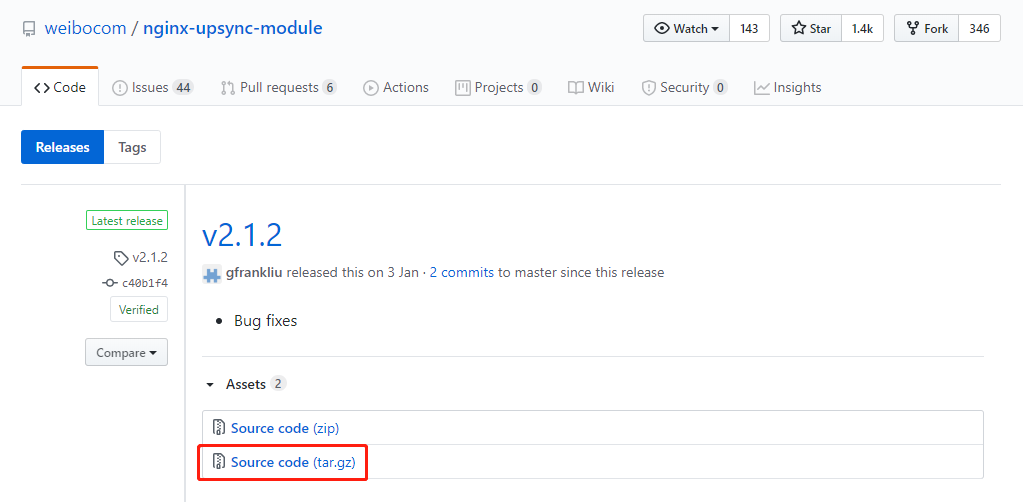 weibocom / nginx-upsync-module
Watch 143 Star 1.4k Fork 346
Code Issues 44 Pull requests 6 Actions Projects 0 Wiki Security 0 Insights
Releases Tags
Latest release
v2.1.2
c40b1f4
Verified
Compare
v2.1.2
gfrankliu released this on 3 Jan · 2 commits to master since this release
• Bug fixes
Assets 2
Source code (zip)
Source code (tar.gz)